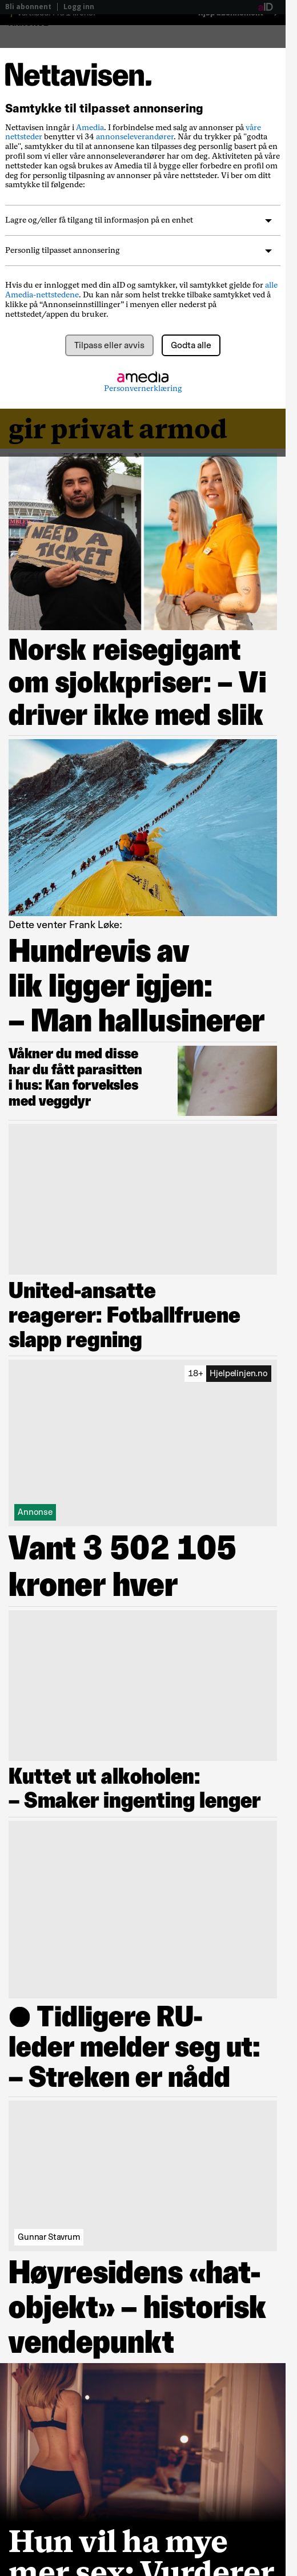 Bli abonnent | Logg inn
aID
Nettavisen.
Samtykke til tilpasset annonsering
Nettavisen inngår i Amedia. I forbindelse med salg av annonser på våre
nettsteder benytter vi 34 annonseleverandører. Når du trykker på "godta
alle", samtykker du til at annonsene kan tilpasses deg personlig basert på en
profil som vi eller våre annonseleverandører har om deg. Aktiviteten på våre
nettsteder kan også brukes av Amedia til å bygge eller forbedre en profil om
deg for personlig tilpasning av annonser på våre nettsteder. Vi ber om ditt
samtykke til følgende:
Lagre og/eller få tilgang til informasjon på en enhet
Personlig tilpasset annonsering
Hvis du er innlogget med din aID og samtykker, vil samtykket gjelde for alle
Amedia-nettstedene. Du kan når som helst trekke tilbake samtykket ved å
klikke på “Annonseinnstillinger” i menyen eller nederst på
nettstedet/appen du bruker.
Tilpass eller avvis
Godta alle
amedia
Personvernerklæring
gir privat armod
NEED A
TICKET
Norsk reisegigant
om sjokkpriser: – Vi
driver ikke med slik
Dette venter Frank Løke:
Hundrevis av
lik ligger igjen:
– Man hallusinerer
Våkner du med disse
har du fått parasitten
i hus: Kan forveksles
med veggdyr
United-ansatte
reagerer: Fotballfruene
slapp regning
18+ Hjelpelinjen.no
Annonse
Vant 3 502 105
kroner hver
Kuttet ut alkoholen:
– Smaker ingenting lenger
● Tidligere RU-
leder melder seg ut:
– Streken er nådd
Gunnar Stavrum
Høyresidens «hat-
objekt» – historisk
vendepunkt
Hun vil ha mye
mer sex: Vurderer